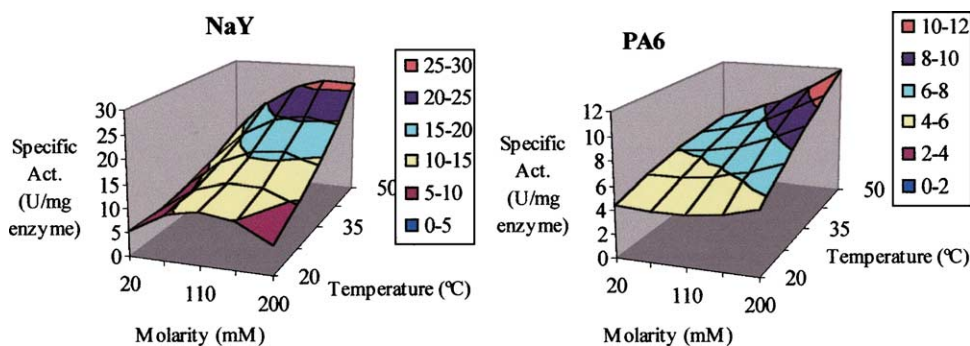 NaY
Specific
Act.
(U/mg
enzyme)
30
25
20
15
10
5
0
20
110
200
Molarity (mM)
20
35
50
Temperature (ºC)
25-30
20-25
15-20
10-15
5-10
0-5
PA6
Specific
Act.
(U/mg
enzyme)
12
10
8
6
4
2
0
20
110
200
Molarity (mM)
20
35
50
Temperature (ºC)
10-12
8-10
6-8
4-6
2-4
0-2